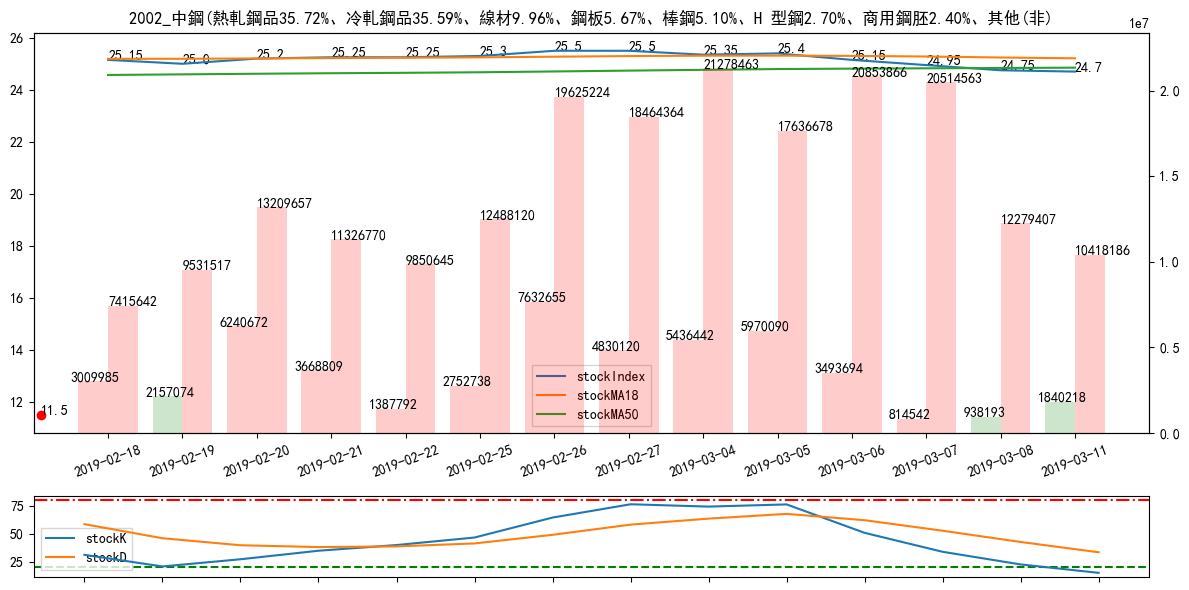 2002_中鋼(熱軋鋼品35.72%、冷軋鋼品35.59%、線材9.96%、鋼板5.67%、棒鋼5.10%、H 型鋼2.70%、商用鋼胚2.40%、其他(非)
1e7
26
24
22
20
18
16
14
12
25.15 25.0 25.2 25.25 25.25 25.3 25.5 25.5 25.35 25.4 25.15 24.95 24.75 24.7
7415642 9531517 13209657 11326770 9850645 12488120 19625224 18464364 21278463 17636678 20853866 20514563 12279407 10418186
3009985 2157074 6240672 3668809 1387792 2752738 7632655 4830120 5436442 5970090 3493694 814542 938193 1840218
11.5
2.0
1.5
1.0
0.5
0.0
stockIndex
stockMA18
stockMA50
2019-02-18 2019-02-19 2019-02-20 2019-02-21 2019-02-22 2019-02-25 2019-02-26 2019-02-27 2019-03-04 2019-03-05 2019-03-06 2019-03-07 2019-03-08 2019-03-11
75
50
25
stockK
stockD